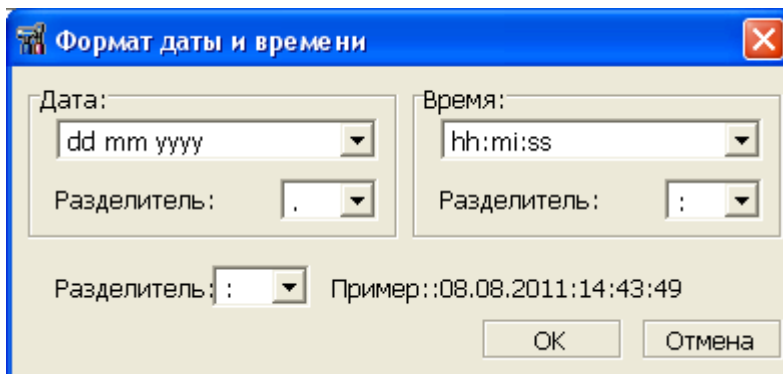 Формат даты и времени
Дата: Время:
dd mm yyyy hh:mi:ss
Разделитель: . Разделитель: :
Разделитель: : Пример::08.08.2011:14:43:49
OK Отмена